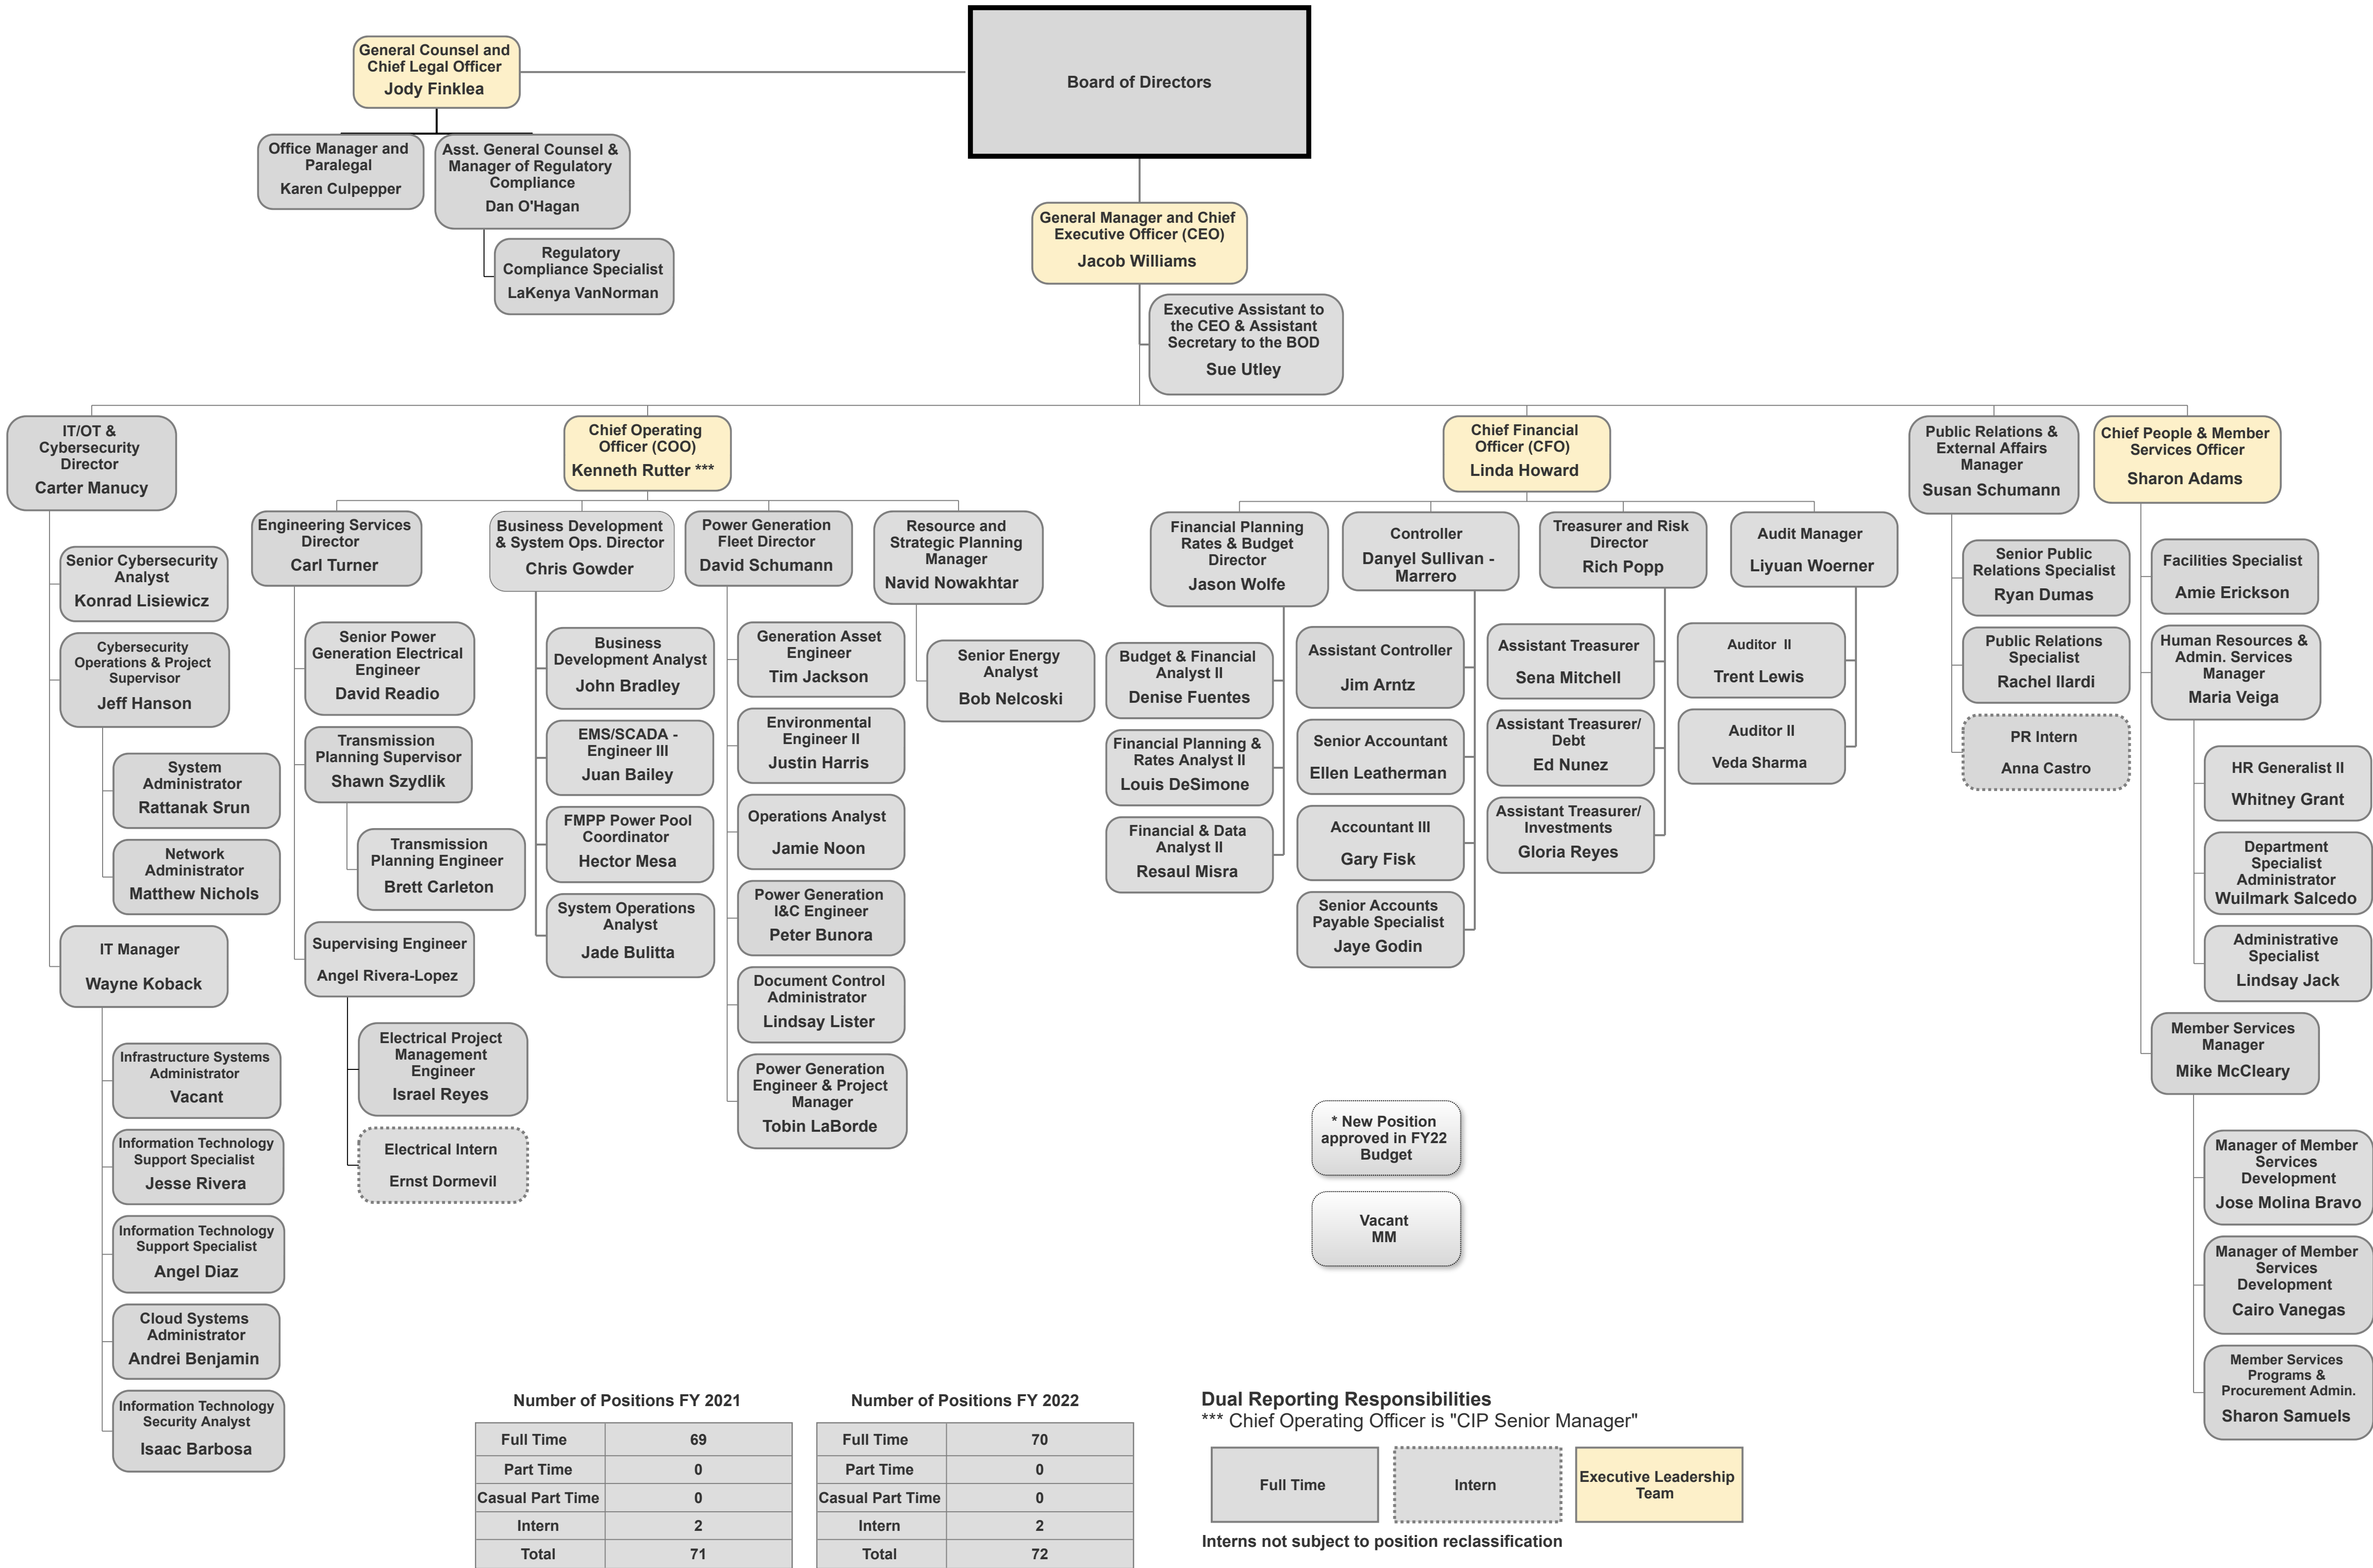 General Counsel and
Chief Legal Officer
Jody Finklea
Board of Directors
Office Manager and
Paralegal
Karen Culpepper
Asst. General Counsel &
Manager of Regulatory
Compliance
Dan O'Hagan
Regulatory
Compliance Specialist
LaKenya VanNorman
General Manager and Chief
Executive Officer (CEO)
Jacob Williams
Executive Assistant to
the CEO & Assistant
Secretary to the BOD
Sue Utley
IT/OT &
Cybersecurity
Director
Carter Manucy
Senior Cybersecurity
Analyst
Konrad Lisiewicz
Cybersecurity
Operations & Project
Supervisor
Jeff Hanson
System
Administrator
Rattanak Srun
Network
Administrator
Matthew Nichols
IT Manager
Wayne Koback
Infrastructure Systems
Administrator
Vacant
Information Technology
Support Specialist
Jesse Rivera
Information Technology
Support Specialist
Angel Diaz
Cloud Systems
Administrator
Andrei Benjamin
Information Technology
Security Analyst
Isaac Barbosa
Chief Operating
Officer (COO)
Kenneth Rutter ***
Engineering Services
Director
Carl Turner
Senior Power
Generation Electrical
Engineer
David Readio
Transmission
Planning Supervisor
Shawn Szydlik
Transmission
Planning Engineer
Brett Carleton
Supervising Engineer
Angel Rivera-Lopez
Electrical Project
Management
Engineer
Israel Reyes
Electrical Intern
Ernst Dormevil
Business Development
& System Ops. Director
Chris Gowder
Business
Development Analyst
John Bradley
EMS/SCADA -
Engineer III
Juan Bailey
FMPP Power Pool
Coordinator
Hector Mesa
System Operations
Analyst
Jade Bulitta
Power Generation
Fleet Director
David Schumann
Generation Asset
Engineer
Tim Jackson
Environmental
Engineer II
Justin Harris
Operations Analyst
Jamie Noon
Power Generation
I&C Engineer
Peter Bunora
Document Control
Administrator
Lindsay Lister
Power Generation
Engineer & Project
Manager
Tobin LaBorde
Resource and
Strategic Planning
Manager
Navid Nowakhtar
Senior Energy
Analyst
Bob Nelcoski
Chief Financial
Officer (CFO)
Linda Howard
Financial Planning
Rates & Budget
Director
Jason Wolfe
Budget & Financial
Analyst II
Denise Fuentes
Financial Planning &
Rates Analyst II
Louis DeSimone
Financial & Data
Analyst II
Resaul Misra
Controller
Danyel Sullivan -
Marrero
Assistant Controller
Jim Arntz
Senior Accountant
Ellen Leatherman
Accountant III
Gary Fisk
Senior Accounts
Payable Specialist
Jaye Godin
Treasurer and Risk
Director
Rich Popp
Assistant Treasurer
Sena Mitchell
Assistant Treasurer/
Debt
Ed Nunez
Assistant Treasurer/
Investments
Gloria Reyes
Audit Manager
Liyuan Woerner
Auditor II
Trent Lewis
Auditor II
Veda Sharma
Public Relations &
External Affairs
Manager
Susan Schumann
Senior Public
Relations Specialist
Ryan Dumas
Public Relations
Specialist
Rachel Ilardi
PR Intern
Anna Castro
Chief People & Member
Services Officer
Sharon Adams
Facilities Specialist
Amie Erickson
Human Resources &
Admin. Services
Manager
Maria Veiga
HR Generalist II
Whitney Grant
Department
Specialist
Administrator
Wuilmark Salcedo
Administrative
Specialist
Lindsay Jack
Member Services
Manager
Mike McCleary
Manager of Member
Services
Development
Jose Molina Bravo
Manager of Member
Services
Development
Cairo Vanegas
Member Services
Programs &
Procurement Admin.
Sharon Samuels
* New Position
approved in FY22
Budget
Vacant
MM
Number of Positions FY 2021
Full Time 69
Part Time 0
Casual Part Time 0
Intern 2
Total 71
Number of Positions FY 2022
Full Time 70
Part Time 0
Casual Part Time 0
Intern 2
Total 72
Dual Reporting Responsibilities
*** Chief Operating Officer is "CIP Senior Manager"
Full Time
Intern
Executive Leadership
Team
Interns not subject to position reclassification